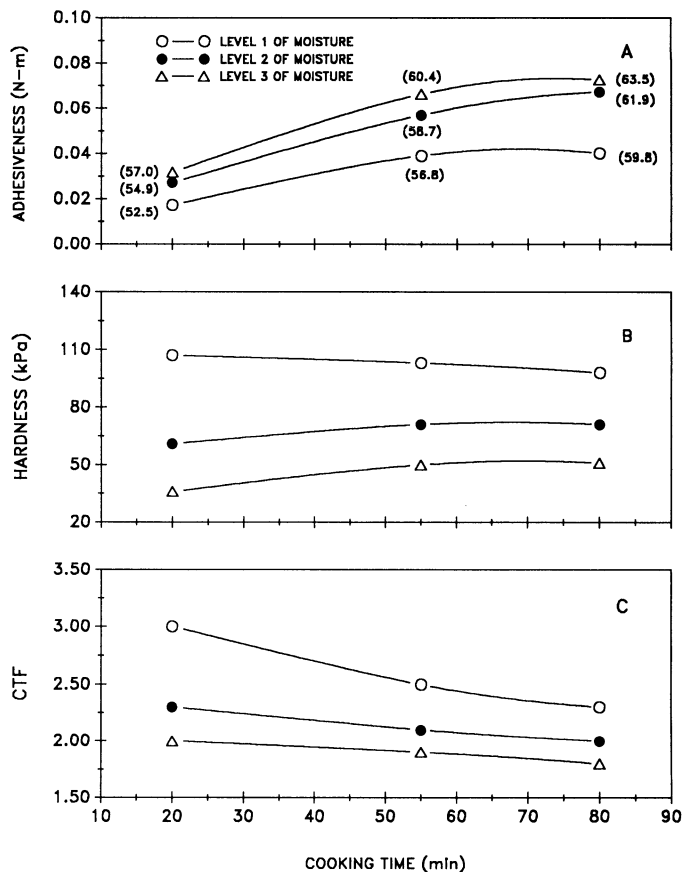 0.10
0.08
0.06
0.04
0.02
0.00
ADHESIVENESS (N-m)
LEVEL 1 OF MOISTURE
LEVEL 2 OF MOISTURE
LEVEL 3 OF MOISTURE
A
(60.4)
(63.5)
(61.9)
(58.7)
(57.0)
(54.9)
(52.5)
(56.8)
(59.8)
140
110
80
50
20
HARDNESS (kPa)
B
3.50
3.00
2.50
2.00
1.50
CTF
C
10 20 30 40 50 60 70 80 90
COOKING TIME (min)